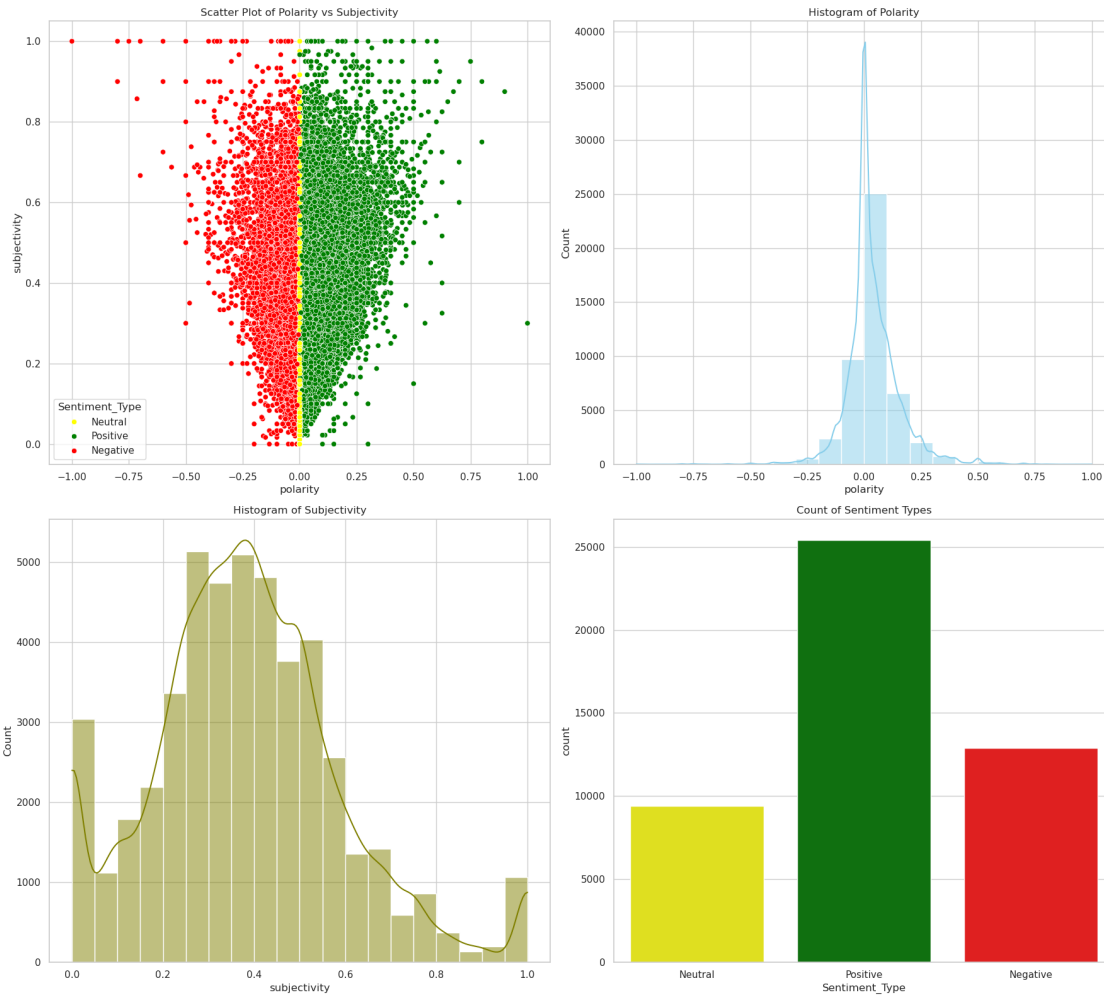 Scatter Plot of Polarity vs Subjectivity
1.0
0.8
0.6
0.4
0.2
0.0
subjectivity
Sentiment_Type
Neutral
Positive
Negative
−1.00 −0.75 −0.50 −0.25 0.00 0.25 0.50 0.75 1.00
polarity
Histogram of Polarity
40000
35000
30000
25000
20000
15000
10000
5000
0
Count
−1.00 −0.75 −0.50 −0.25 0.00 0.25 0.50 0.75 1.00
polarity
Histogram of Subjectivity
5000
4000
3000
2000
1000
0
Count
0.0 0.2 0.4 0.6 0.8 1.0
subjectivity
Count of Sentiment Types
25000
20000
15000
10000
5000
0
count
Neutral Positive Negative
Sentiment_Type